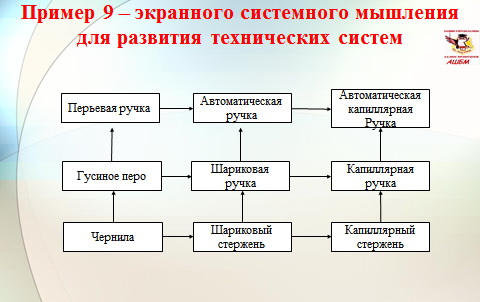 Пример 9 – экранного системного мышления
для развития технических систем
АШБМ
Перьевая ручка
Автоматическая
ручка
Автоматическая
капиллярная
Ручка
Гусиное перо
Шариковая
ручка
Капиллярная
ручка
Чернила
Шариковый
стержень
Капиллярный
стержень